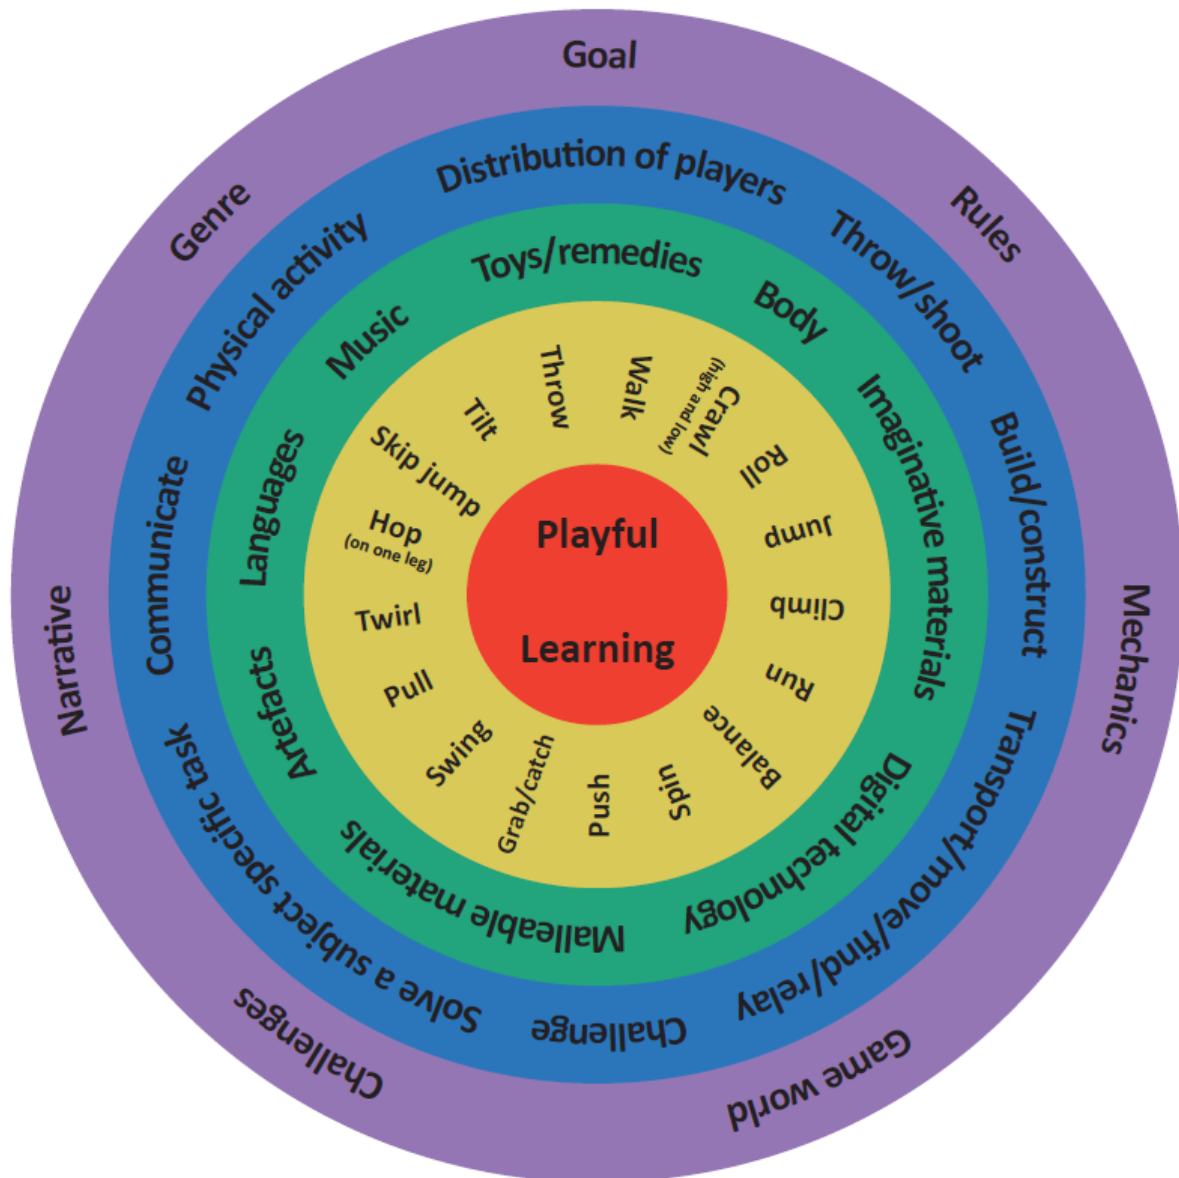 Goal
Rules
Mechanics
Game world
Challenges
Narrative
Genre
Distribution of players
Throw/shoot
Build/construct
Transport/move/find/relay
Challenge
Solve a subject specific task
Communicate
Physical activity
Toys/remedies
Body
Imaginative materials
Digital technology
Malleable materials
Artefacts
Languages
Music
Throw
Walk
Crawl
(high and low)
Roll
Jump
Climb
Run
Balance
Spin
Push
Grab/catch
Swing
Pull
Twirl
Hop
(on one leg)
Skip jump
Tilt
Playful
Learning